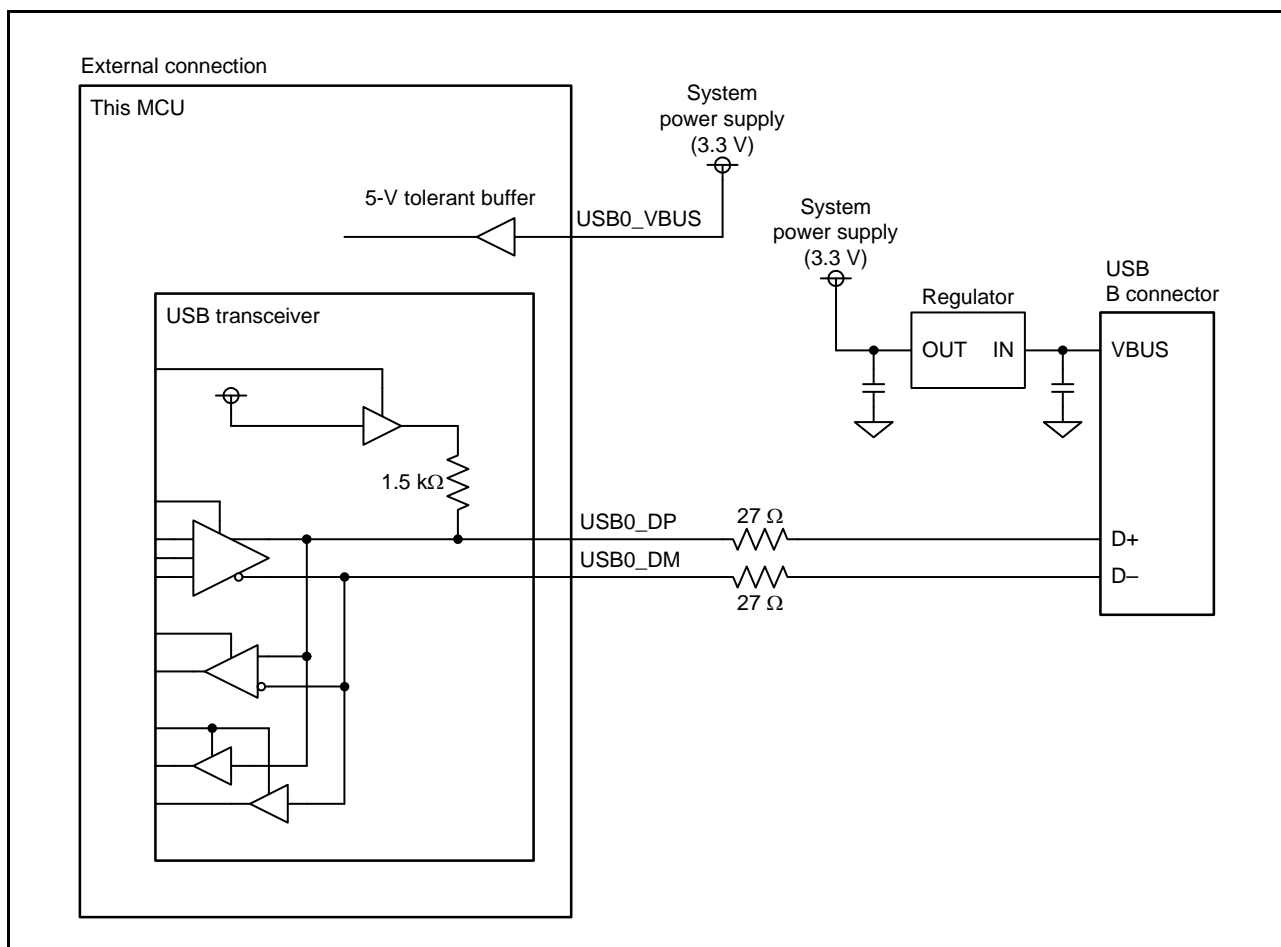 External connection
This MCU
System
power supply
(3.3 V)
5-V tolerant buffer
USB0_VBUS
System
power supply
(3.3 V)
USB
B connector
Regulator
USB transceiver
OUT IN
VBUS
1.5 kΩ
USB0_DP
27 Ω
D+
USB0_DM
D−
27 Ω